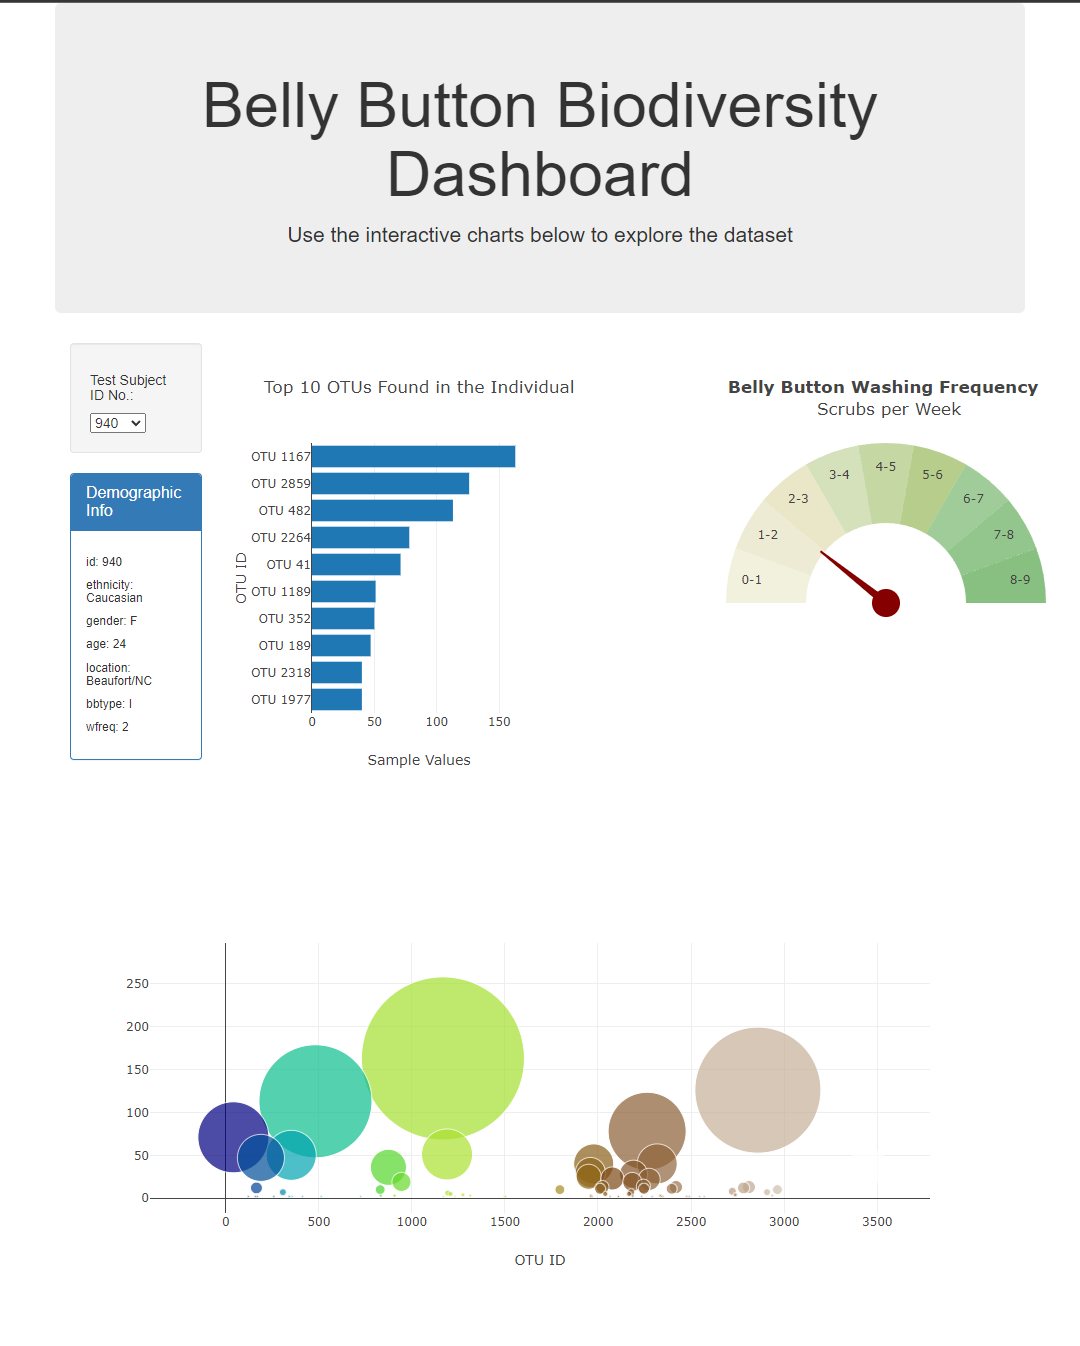 Belly Button Biodiversity
Dashboard
Use the interactive charts below to explore the dataset
Test Subject
ID No.:
940
Demographic
Info
id: 940
ethnicity:
Caucasian
gender: F
age: 24
location:
Beaufort/NC
bbtype: I
wfreq: 2
Top 10 OTUs Found in the Individual
OTU ID
OTU 1167
OTU 2859
OTU 482
OTU 2264
OTU 41
OTU 1189
OTU 352
OTU 189
OTU 2318
OTU 1977
0 50 100 150
Sample Values
Belly Button Washing Frequency
Scrubs per Week
0-1
1-2
2-3
3-4
4-5
5-6
6-7
7-8
8-9
250
200
150
100
50
0
0 500 1000 1500 2000 2500 3000 3500
OTU ID